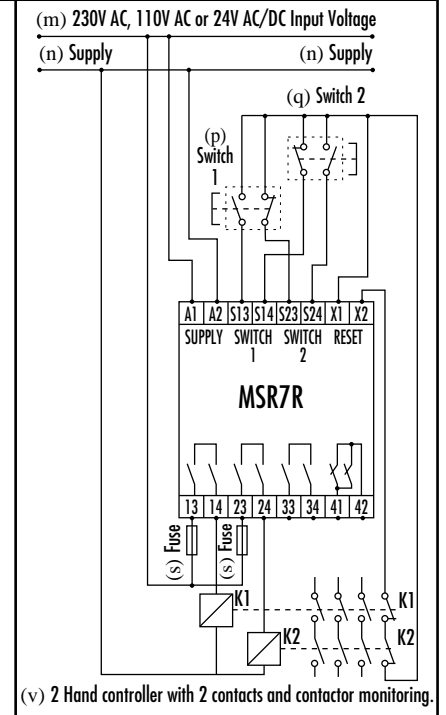 (m) 230V AC, 110V AC or 24V AC/DC Input Voltage
(n) Supply (n) Supply
(q) Switch 2
(p)
Switch
1
A1 A2 S13 S14 S23 S24 X1 X2
SUPPLY SWITCH SWITCH RESET
1 2
MSR7R
13 14 23 24 33 34 41 42
(s) Fuse (s) Fuse
K1 K1
K2 K2
(v) 2 Hand controller with 2 contacts and contactor monitoring.